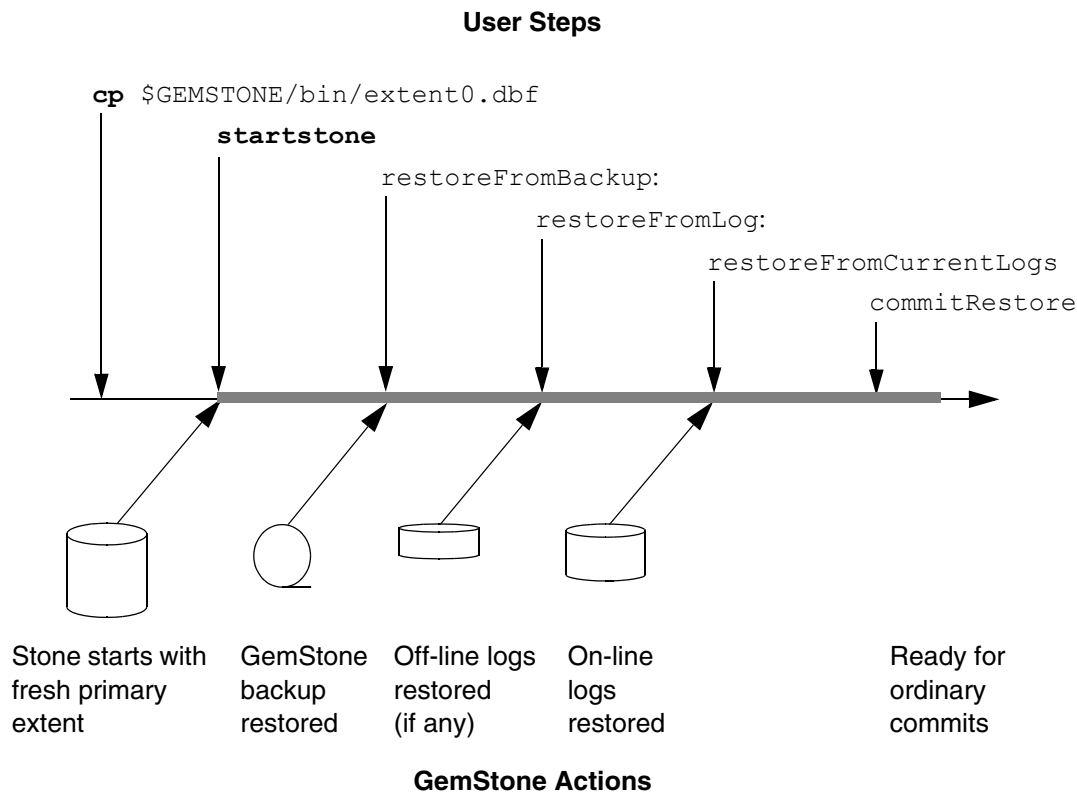 User Steps
cp $GEMSTONE/bin/extent0.dbf
startstone
restoreFromBackup:
restoreFromLog:
restoreFromCurrentLogs
commitRestore
Stone starts with
fresh primary
extent
GemStone
backup
restored
Off-line logs
restored
(if any)
On-line
logs
restored
Ready for
ordinary
commits
GemStone Actions